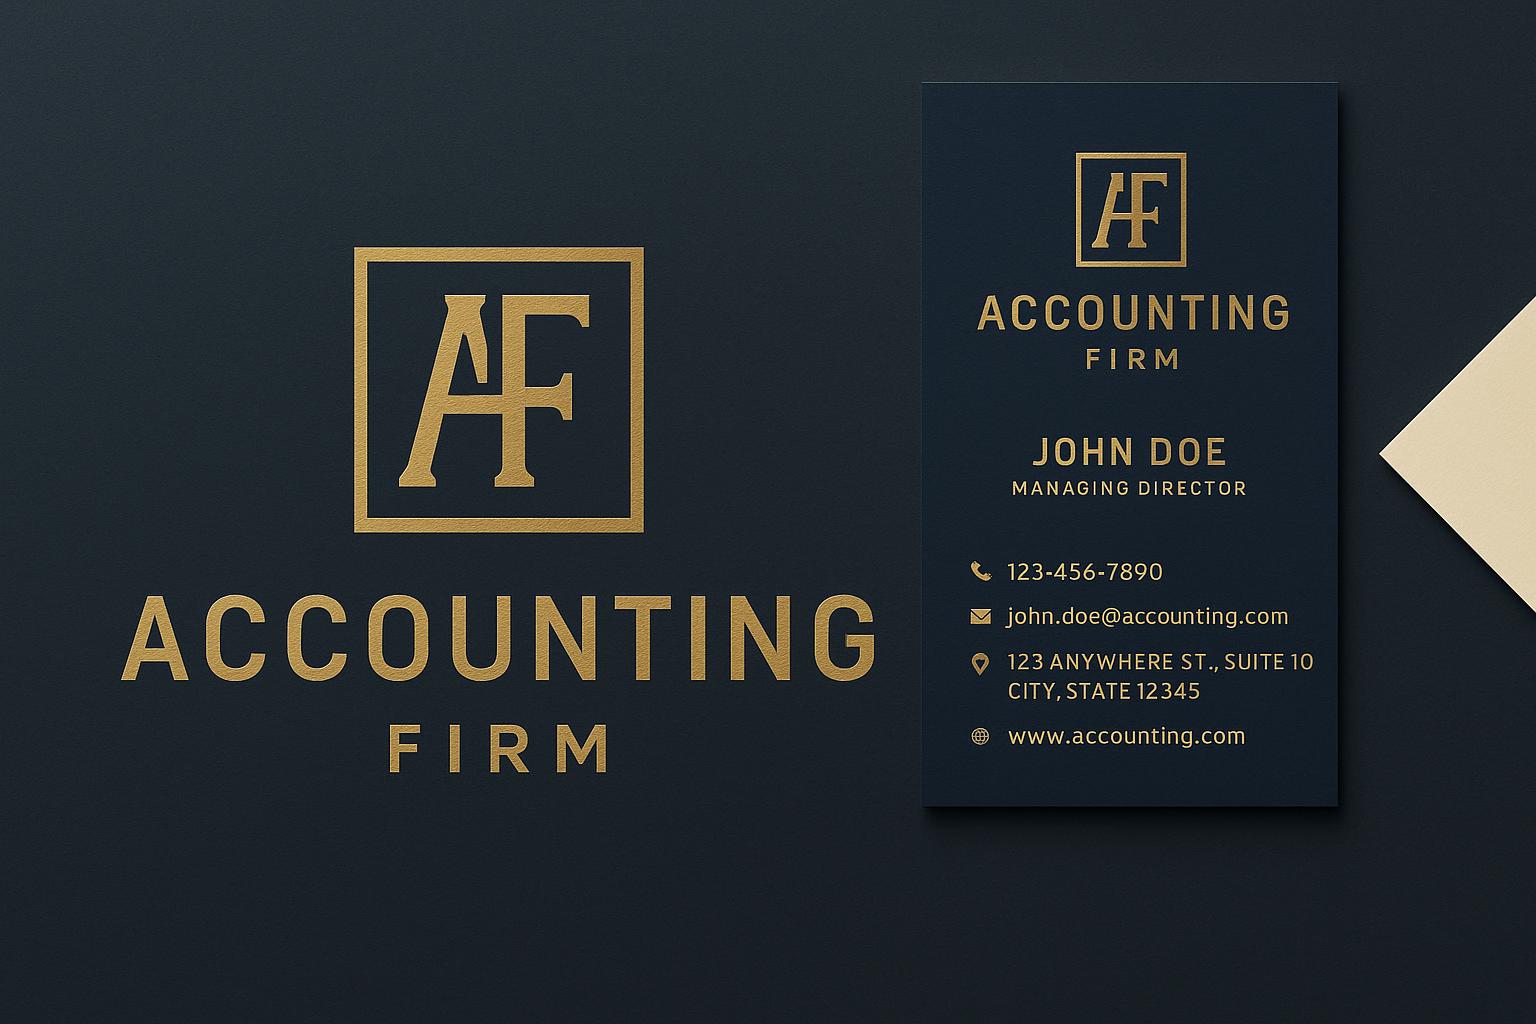 AF
ACCOUNTING
FIRM
AF
ACCOUNTING
FIRM
JOHN DOE
MANAGING DIRECTOR
123-456-7890
john.doe@accounting.com
123 ANYWHERE ST., SUITE 10
CITY, STATE 12345
www.accounting.com